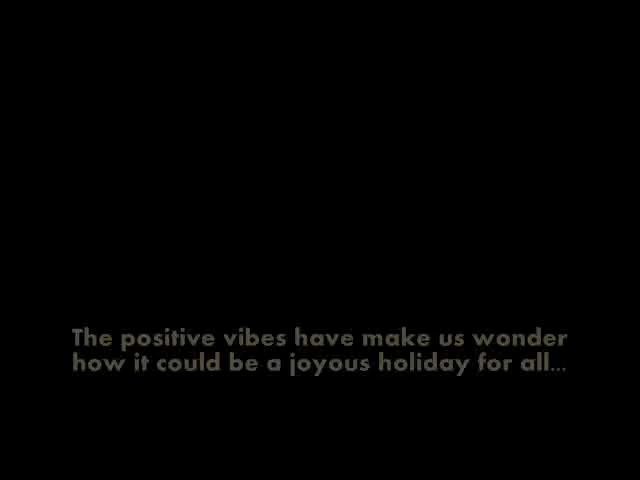 The positive vibes have make us wonder
how it could be a joyous holiday for all...